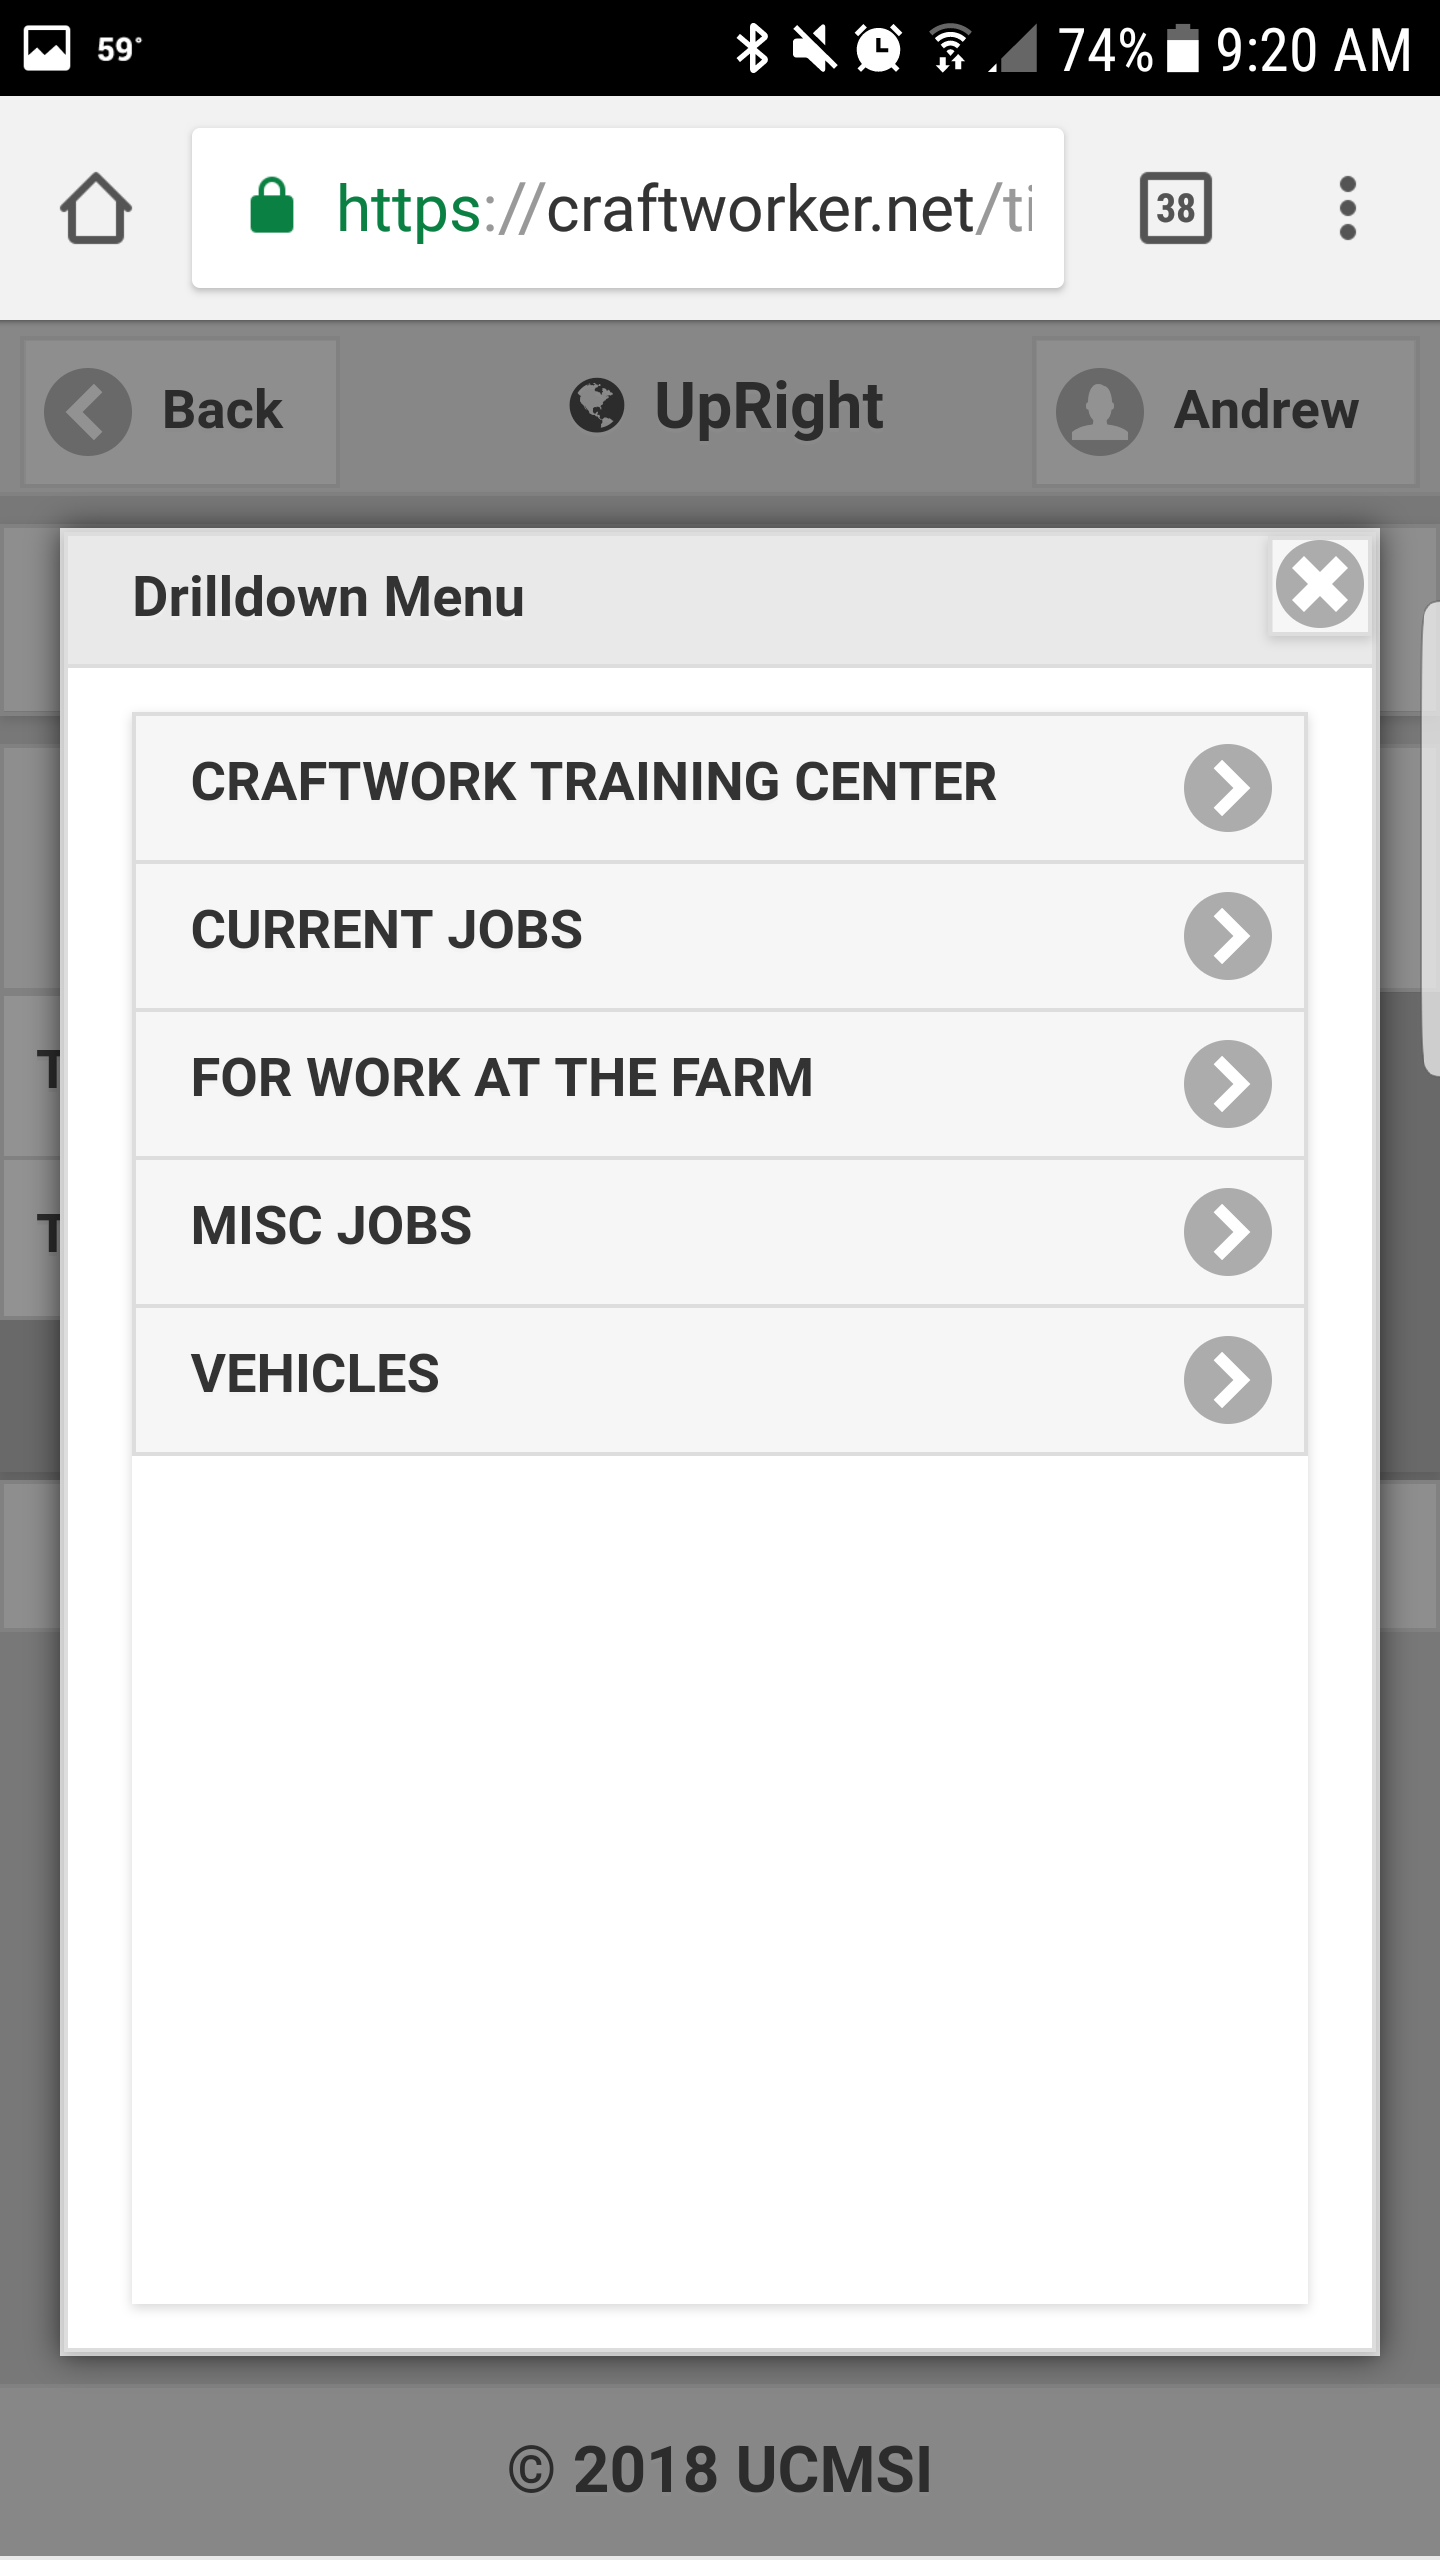 59°
74% 9:20 AM
https://craftworker.net/ti
38
Back
UpRight
Andrew
Drilldown Menu
CRAFTWORK TRAINING CENTER
CURRENT JOBS
FOR WORK AT THE FARM
MISC JOBS
VEHICLES
T
T
© 2018 UCMSI